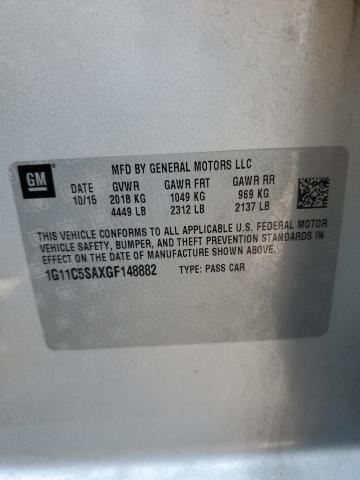 GM
MFD BY GENERAL MOTORS LLC
DATE GVWR GAWR FRT GAWR RR
10/15 2018 KG 1049 KG 969 KG
4449 LB 2312 LB 2137 LB
THIS VEHICLE CONFORMS TO ALL APPLICABLE U.S. FEDERAL MOTOR
VEHICLE SAFETY, BUMPER, AND THEFT PREVENTION STANDARDS
IN EFFECT ON THE DATE OF MANUFACTURE SHOWN ABOVE.
1G11C5SAXGF148882 TYPE: PASS CAR